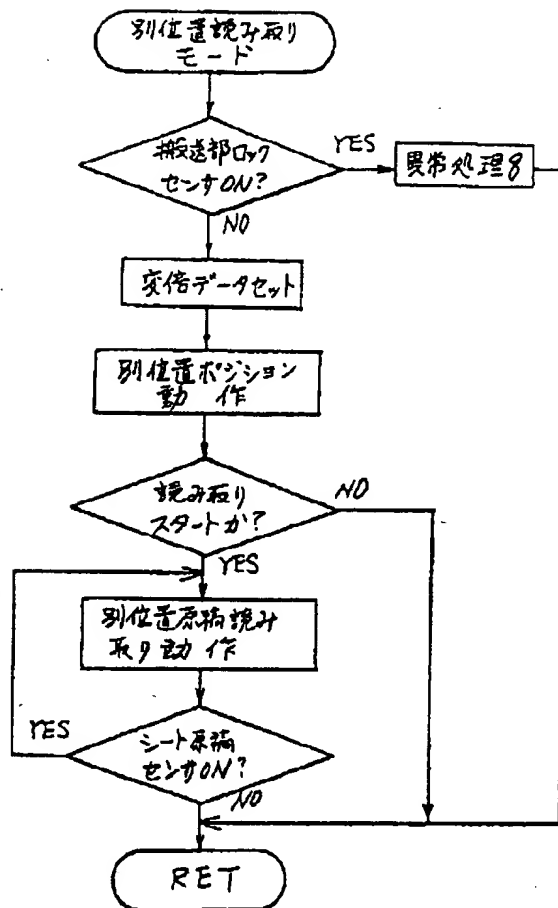 別位置読み取り
モード
搬送部ロック
センサON?
YES
異常処理8
NO
変倍データセット
別位置ポジション
動 作
読み取り
スタートか?
NO
YES
別位置原稿読み
取り動作
YES
シート原稿
センサON?
NO
RET